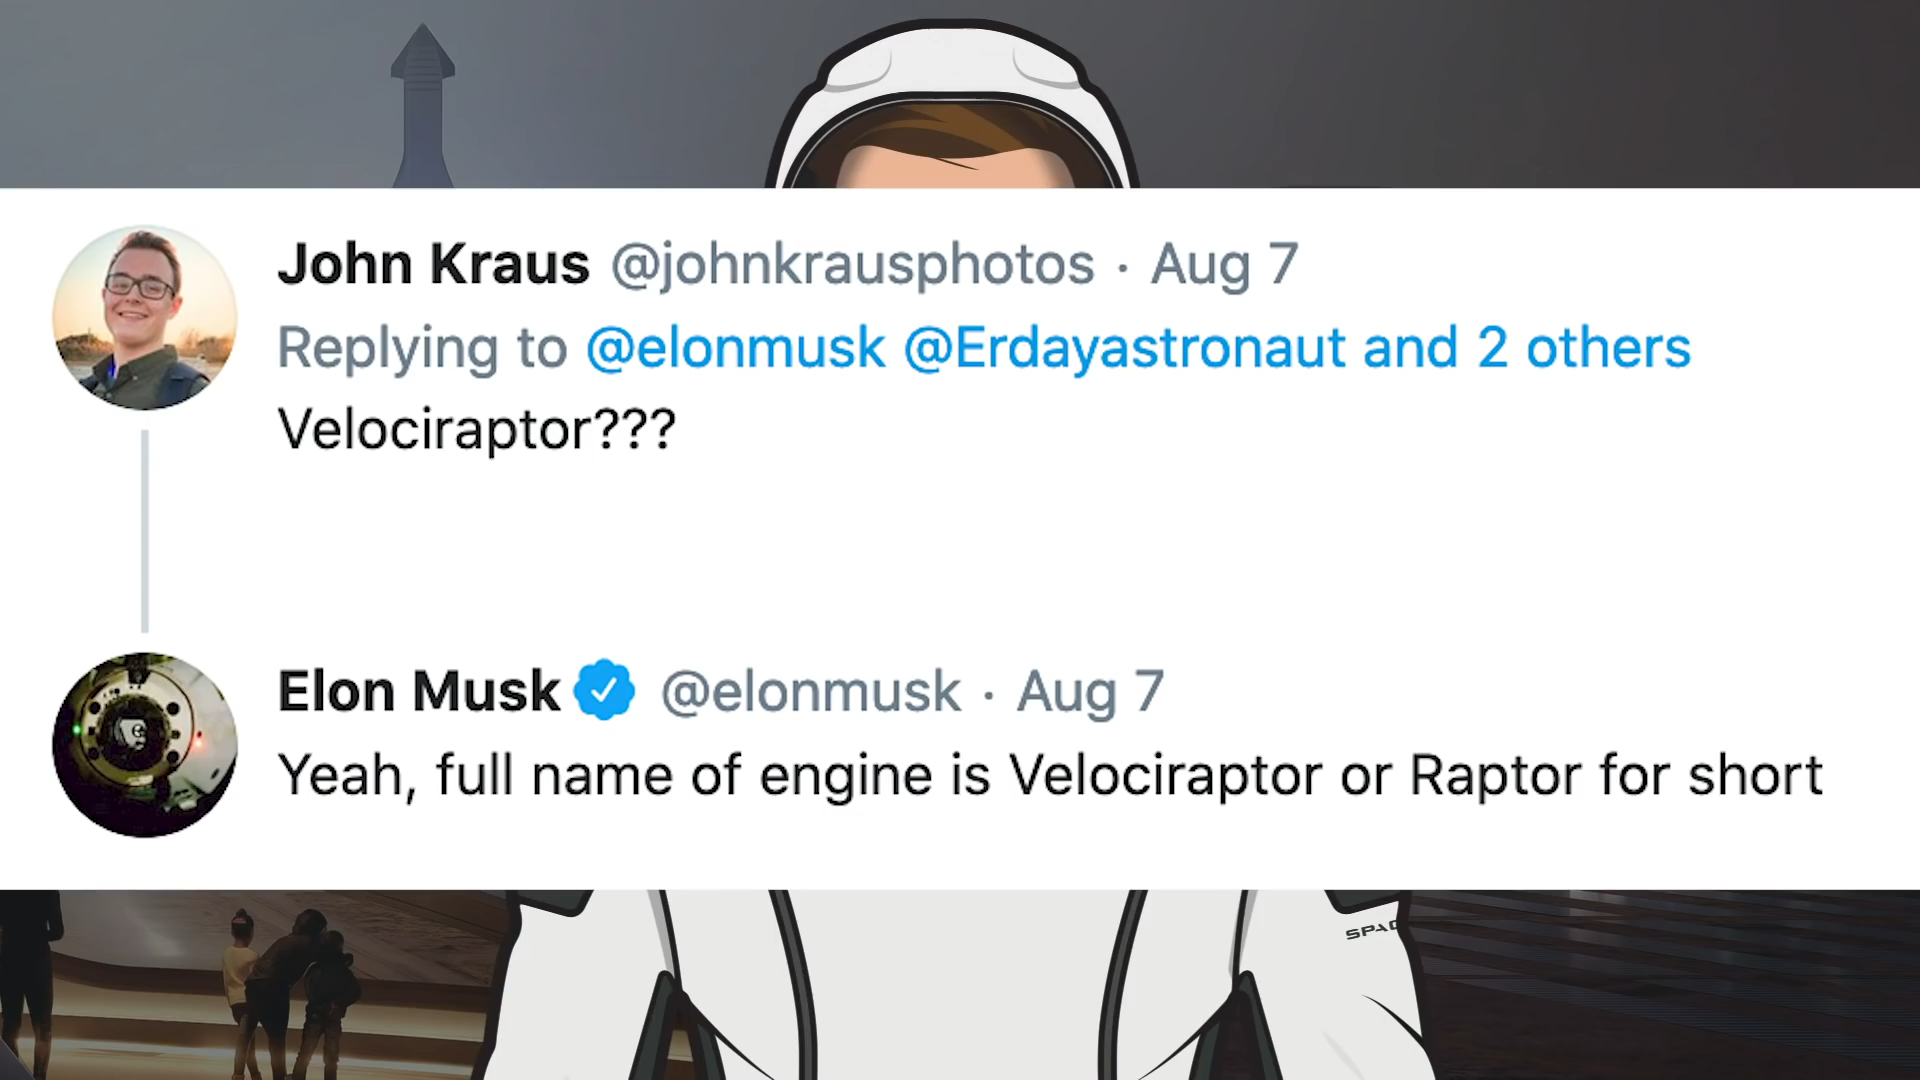 John Kraus @johnkrausphotos · Aug 7
Replying to @elonmusk @Erdayastronaut and 2 others
Velociraptor???
Elon Musk @elonmusk · Aug 7
Yeah, full name of engine is Velociraptor or Raptor for short
SPAC